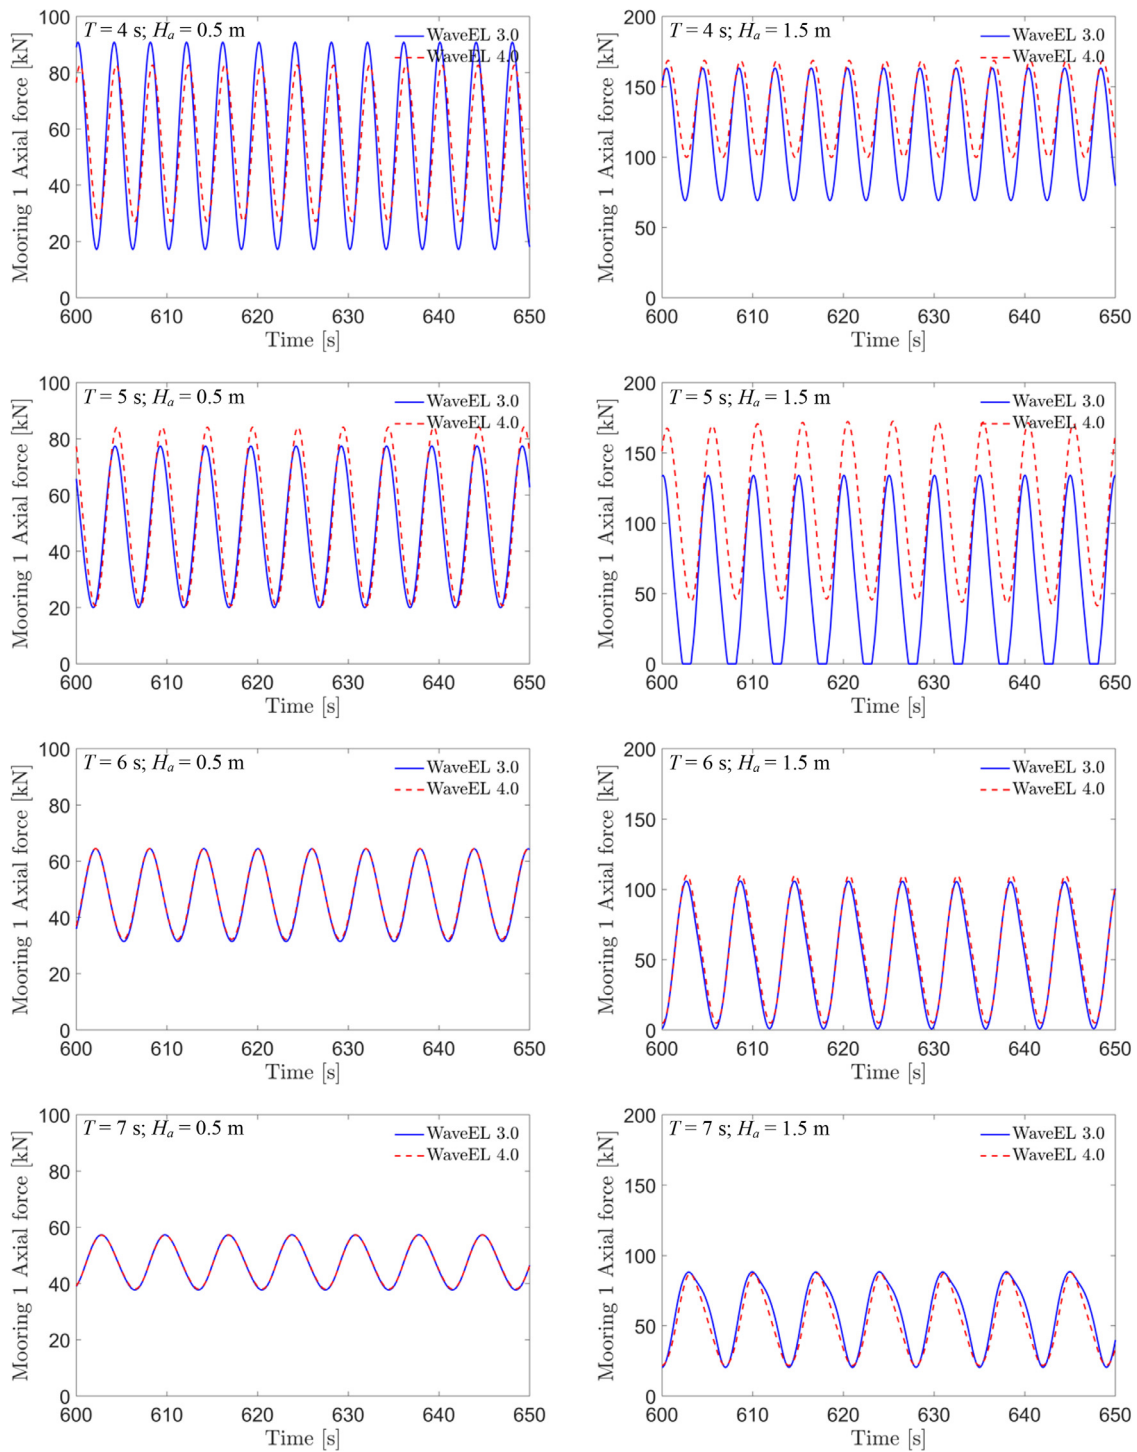 T = 4 s; Ha = 0.5 m
WaveEL 3.0
WaveEL 4.0
Mooring 1 Axial force [kN]
100
80
60
40
20
0
600 610 620 630 640 650
Time [s]
T = 4 s; Ha = 1.5 m
WaveEL 3.0
WaveEL 4.0
Mooring 1 Axial force [kN]
200
150
100
50
0
600 610 620 630 640 650
Time [s]
T = 5 s; Ha = 0.5 m
WaveEL 3.0
WaveEL 4.0
Mooring 1 Axial force [kN]
100
80
60
40
20
0
600 610 620 630 640 650
Time [s]
T = 5 s; Ha = 1.5 m
WaveEL 3.0
WaveEL 4.0
Mooring 1 Axial force [kN]
200
150
100
50
0
600 610 620 630 640 650
Time [s]
T = 6 s; Ha = 0.5 m
WaveEL 3.0
WaveEL 4.0
Mooring 1 Axial force [kN]
100
80
60
40
20
0
600 610 620 630 640 650
Time [s]
T = 6 s; Ha = 1.5 m
WaveEL 3.0
WaveEL 4.0
Mooring 1 Axial force [kN]
200
150
100
50
0
600 610 620 630 640 650
Time [s]
T = 7 s; Ha = 0.5 m
WaveEL 3.0
WaveEL 4.0
Mooring 1 Axial force [kN]
100
80
60
40
20
0
600 610 620 630 640 650
Time [s]
T = 7 s; Ha = 1.5 m
WaveEL 3.0
WaveEL 4.0
Mooring 1 Axial force [kN]
200
150
100
50
0
600 610 620 630 640 650
Time [s]